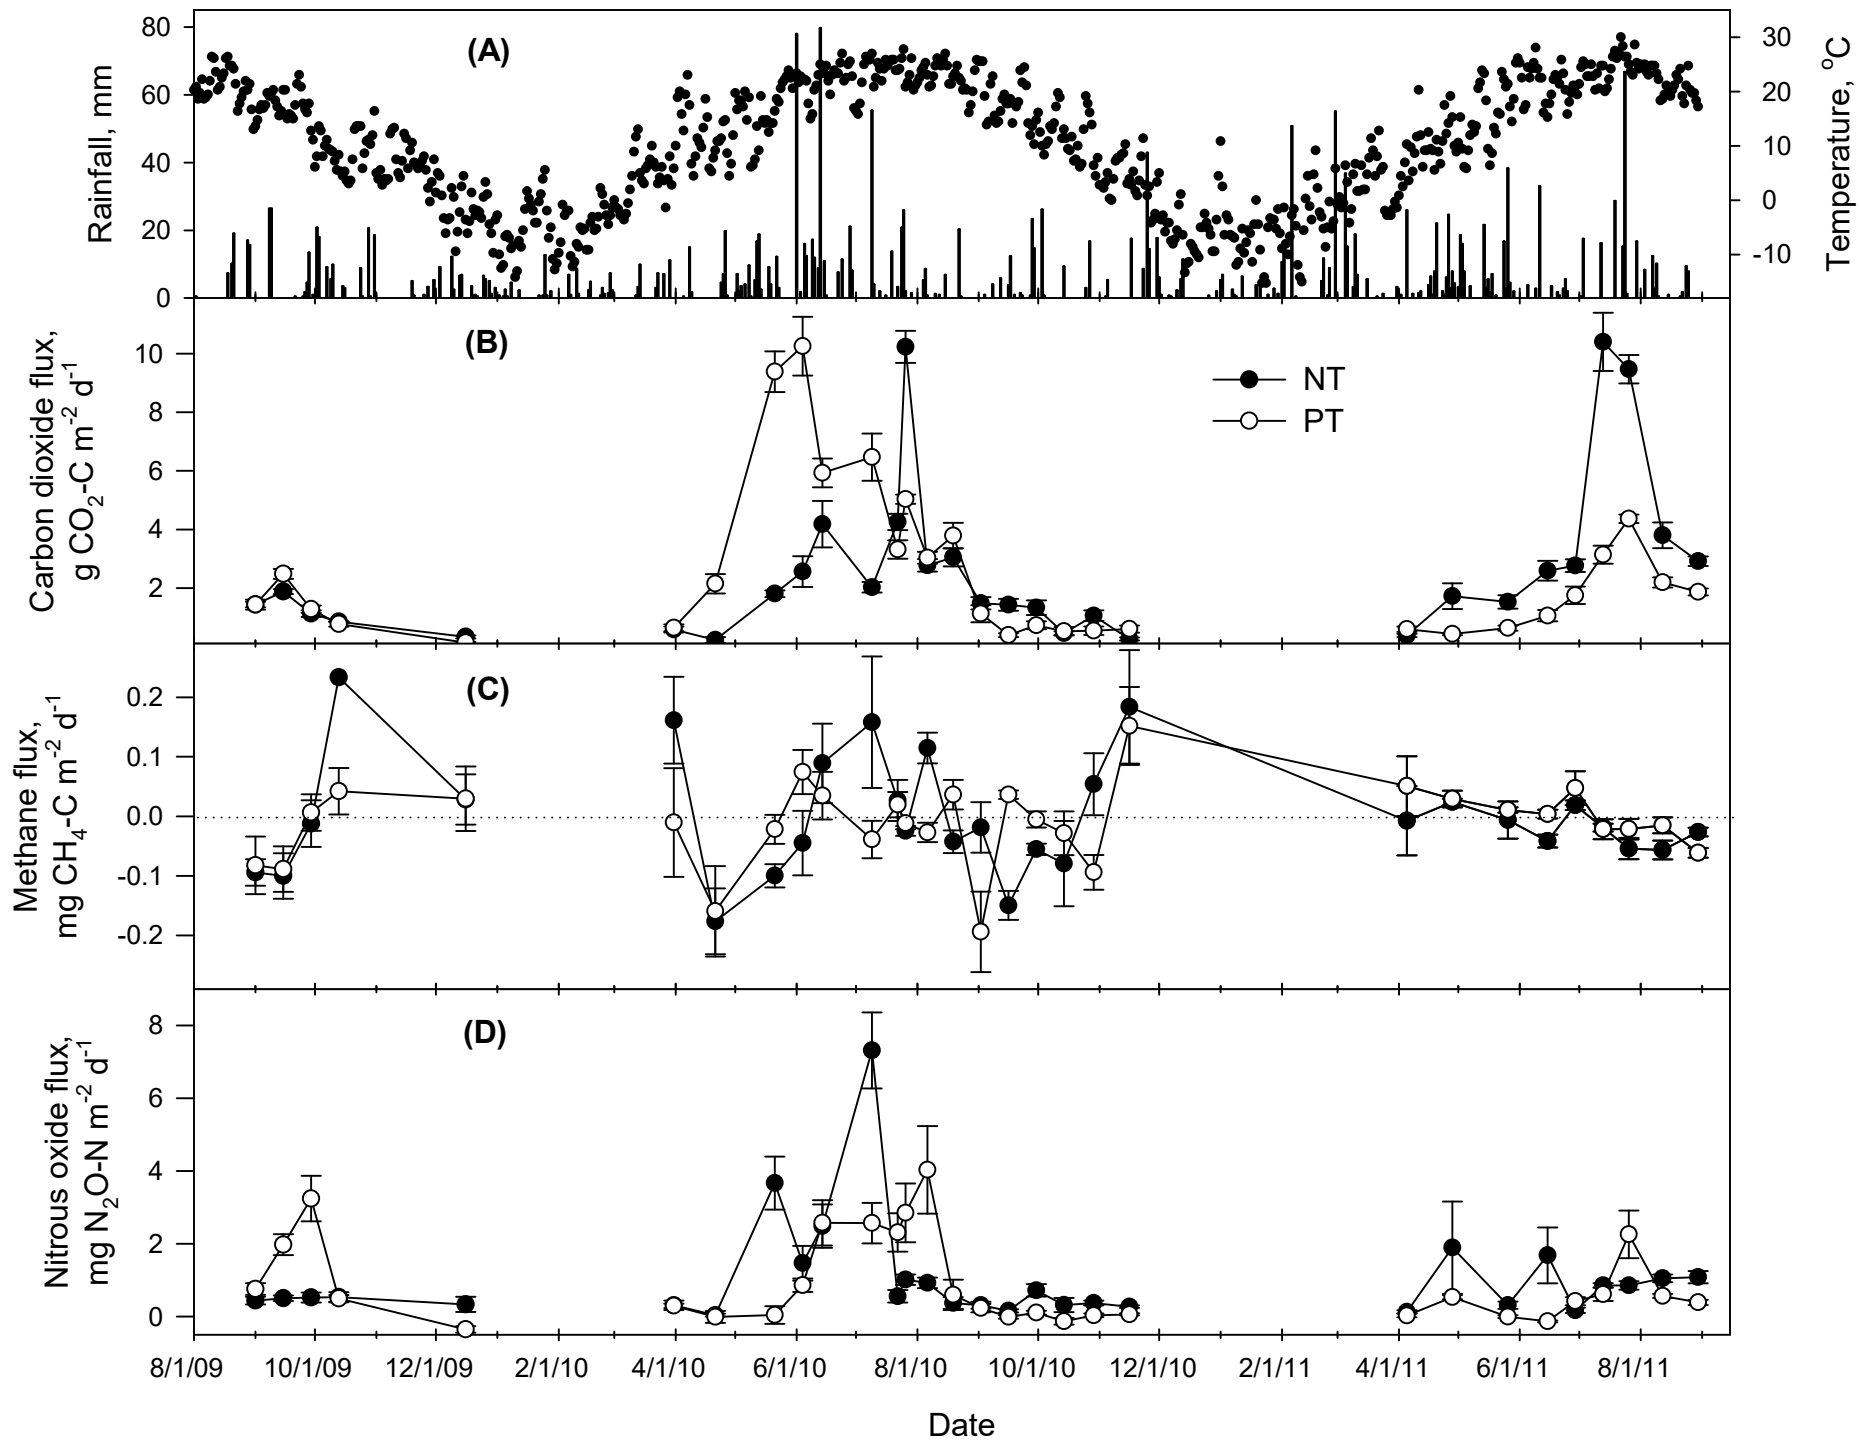 (A)
Rainfall, mm
80
60
40
20
0
30
20
10
0
-10
Temperature, °C
(B)
Carbon dioxide flux,
g CO₂-C m⁻² d⁻¹
10
8
6
4
2
NT
PT
(C)
Methane flux,
mg CH₄-C m⁻² d⁻¹
0.2
0.1
0.0
-0.1
-0.2
(D)
Nitrous oxide flux,
mg N₂O-N m⁻² d⁻¹
8
6
4
2
0
8/1/09 10/1/09 12/1/09 2/1/10 4/1/10 6/1/10 8/1/10 10/1/10 12/1/10 2/1/11 4/1/11 6/1/11 8/1/11
Date